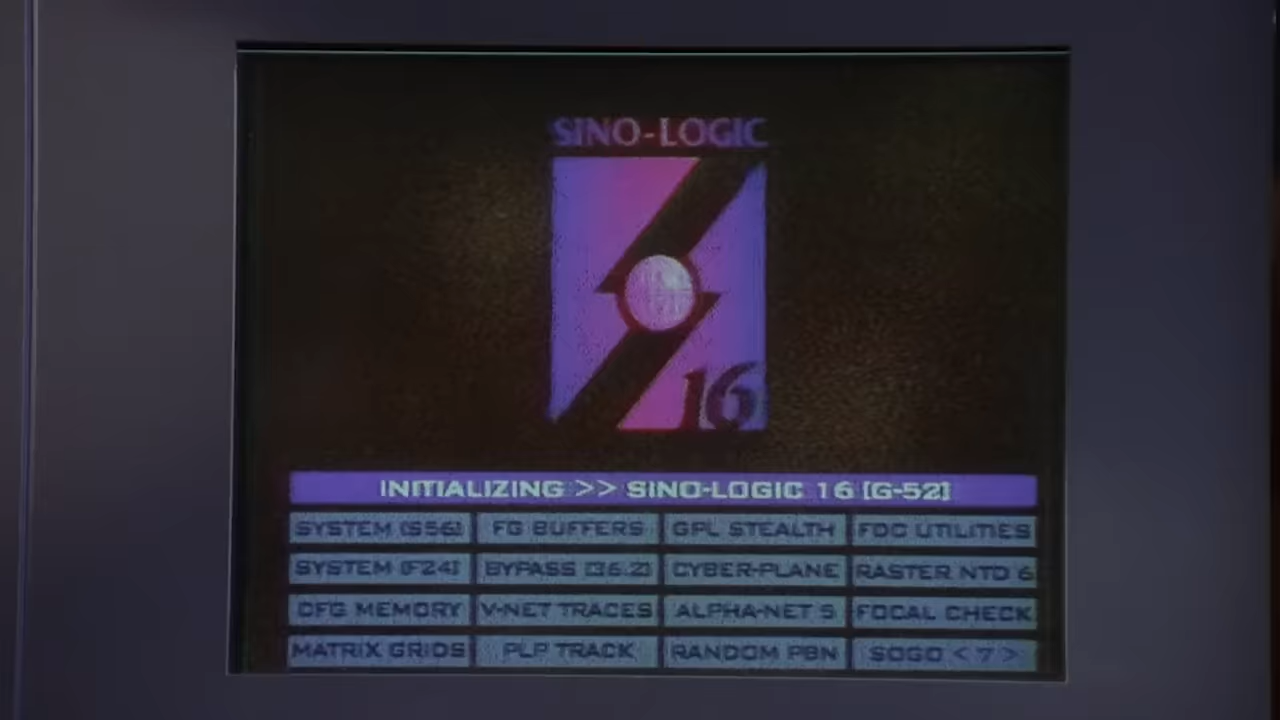 SINO-LOGIC
16
INITIALIZING >> SINO-LOGIC 16 [G-52]
SYSTEM [S56] FG BUFFERS GPL STEALTH FDC UTILITIES
SYSTEM [F24] BYPASS [36.2] CYBER-PLANE RASTER NTD 6
CFG MEMORY V-NET TRACES ALPHA-NET 5 FOCAL CHECK
MATRIX GRIDS PLP TRACK RANDOM PBN SOGO < 7 >